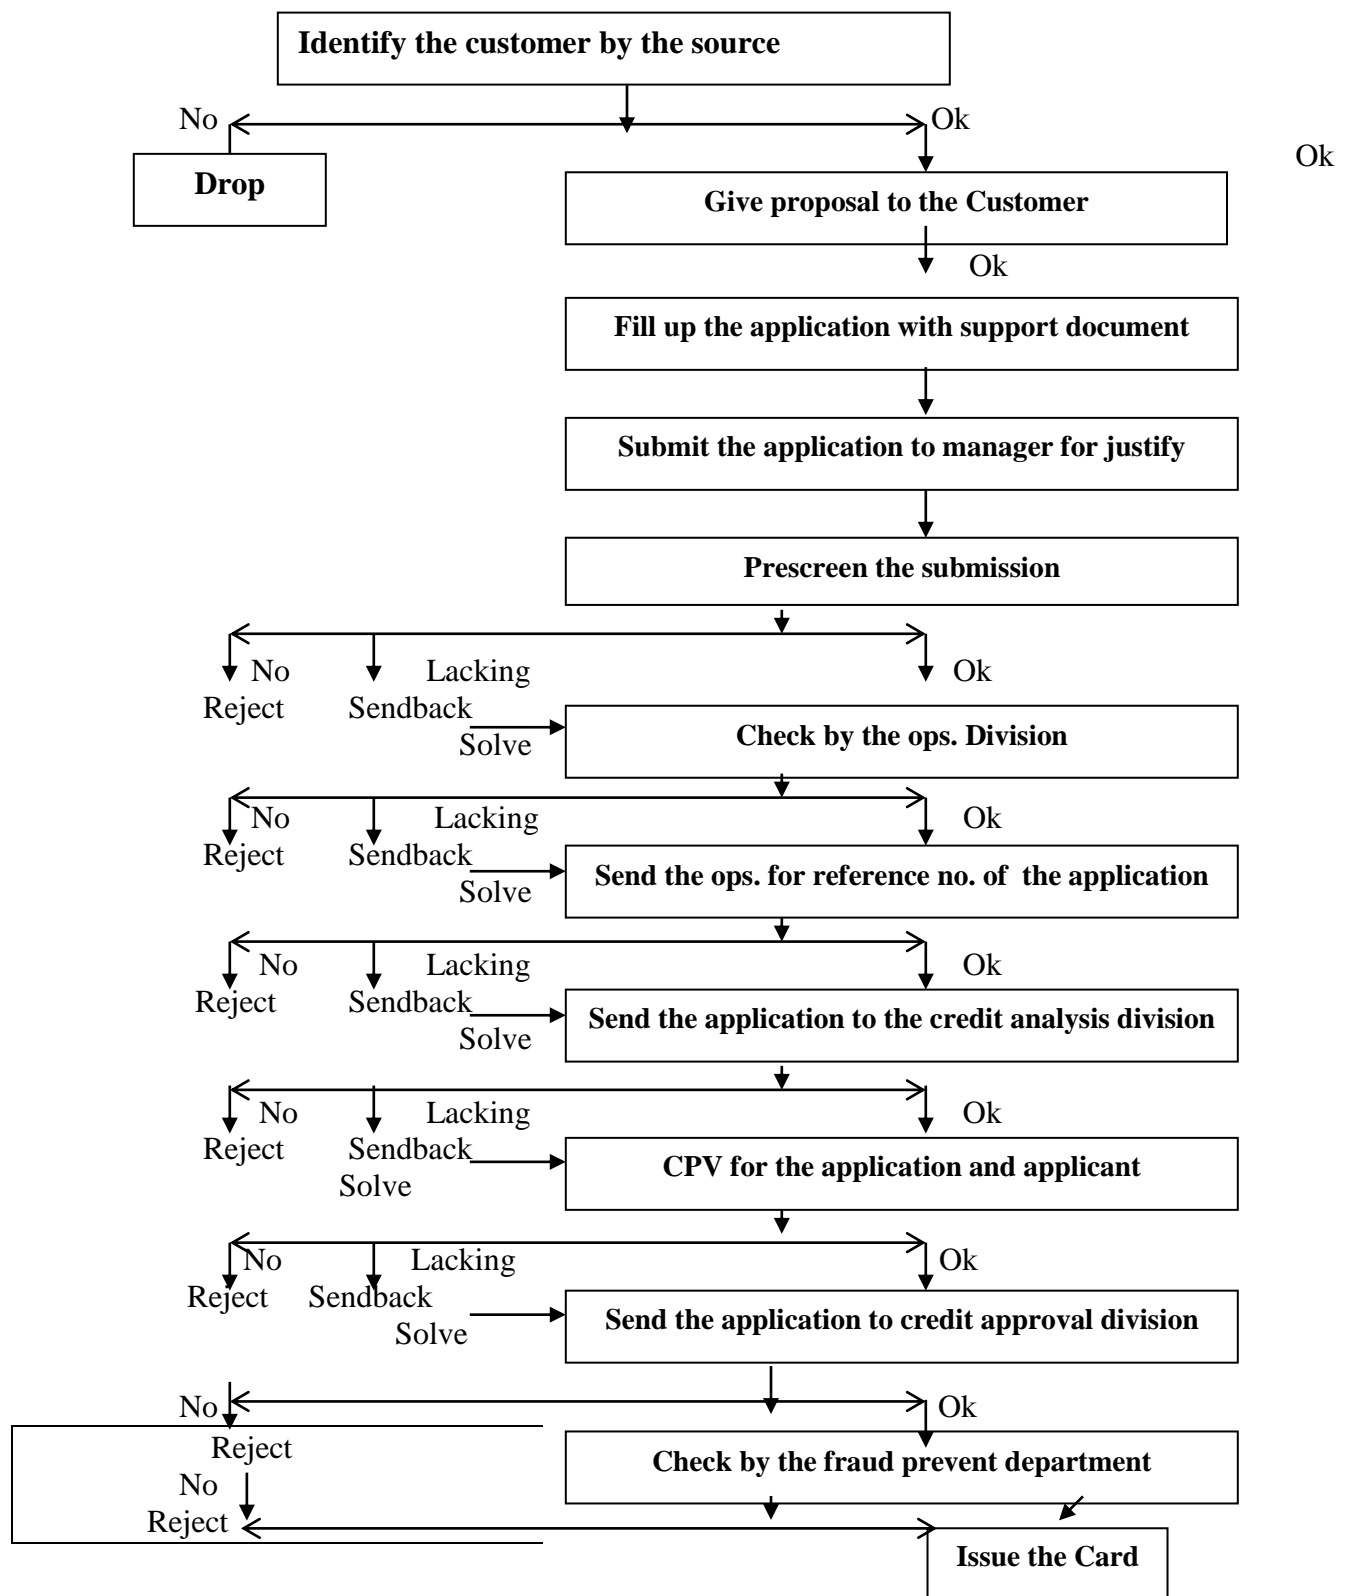 Identify the customer by the source
No
Ok
Ok
Drop
Give proposal to the Customer
Ok
Fill up the application with support document
Submit the application to manager for justify
Prescreen the submission
No Lacking Ok
Reject Sendback
Solve
Check by the ops. Division
No Lacking Ok
Reject Sendback
Solve
Send the ops. for reference no. of the application
No Lacking Ok
Reject Sendback
Solve
Send the application to the credit analysis division
No Lacking Ok
Reject Sendback
Solve
CPV for the application and applicant
No Lacking Ok
Reject Sendback
Solve
Send the application to credit approval division
No Ok
Reject
Check by the fraud prevent department
No
Reject
Issue the Card